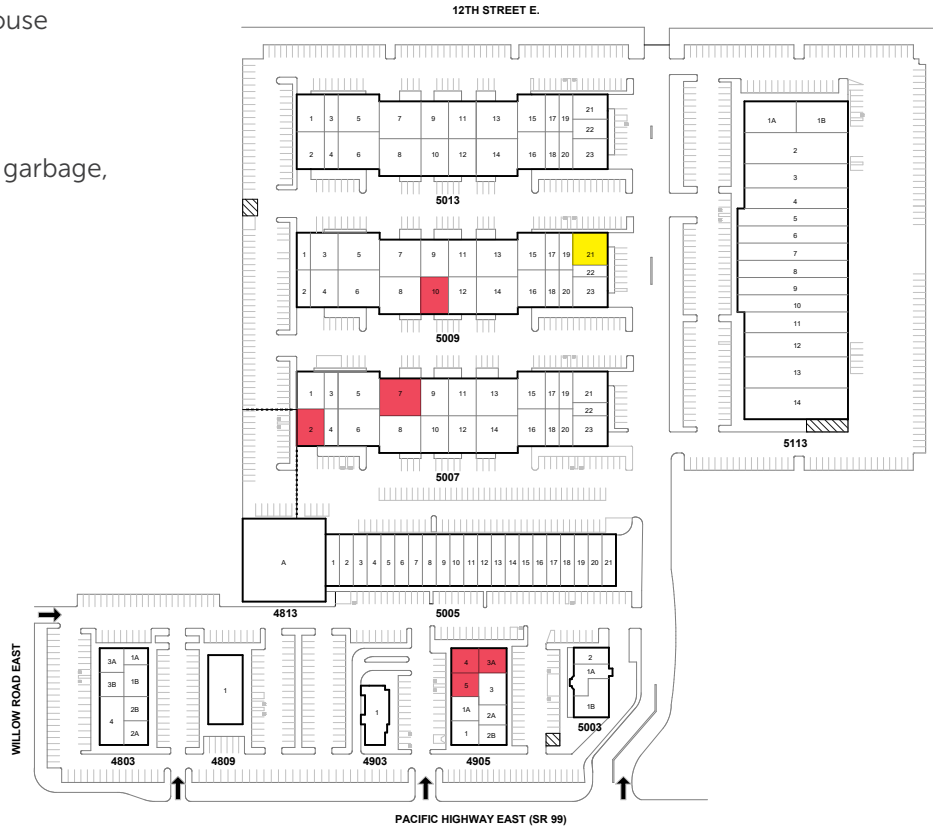 ouse
garbage,
12TH STREET E.
1 3 5 7 9 11 13 15 17 19 21
22
2 4 6 8 10 12 14 16 18 20 23
5013
1 3 5 7 9 11 13 15 17 19 21
22
2 4 6 8 10 12 14 16 18 20 23
5009
1 3 5 7 9 11 13 15 17 19 21
22
2 4 6 8 10 12 14 16 18 20 23
5007
1A 1B
2
3
4
5
6
7
8
9
10
11
12
13
14
5113
A
4813
1 2 3 4 5 6 7 8 9 10 11 12 13 14 15 16 17 18 19 20 21
5005
WILLOW ROAD EAST
3A 1A
3B 1B
4 2B
2A
4803
1
4809
1
4903
4 3A
5 3
1A 2A
1 2B
4905
2
1A
1B
5003
PACIFIC HIGHWAY EAST (SR 99)